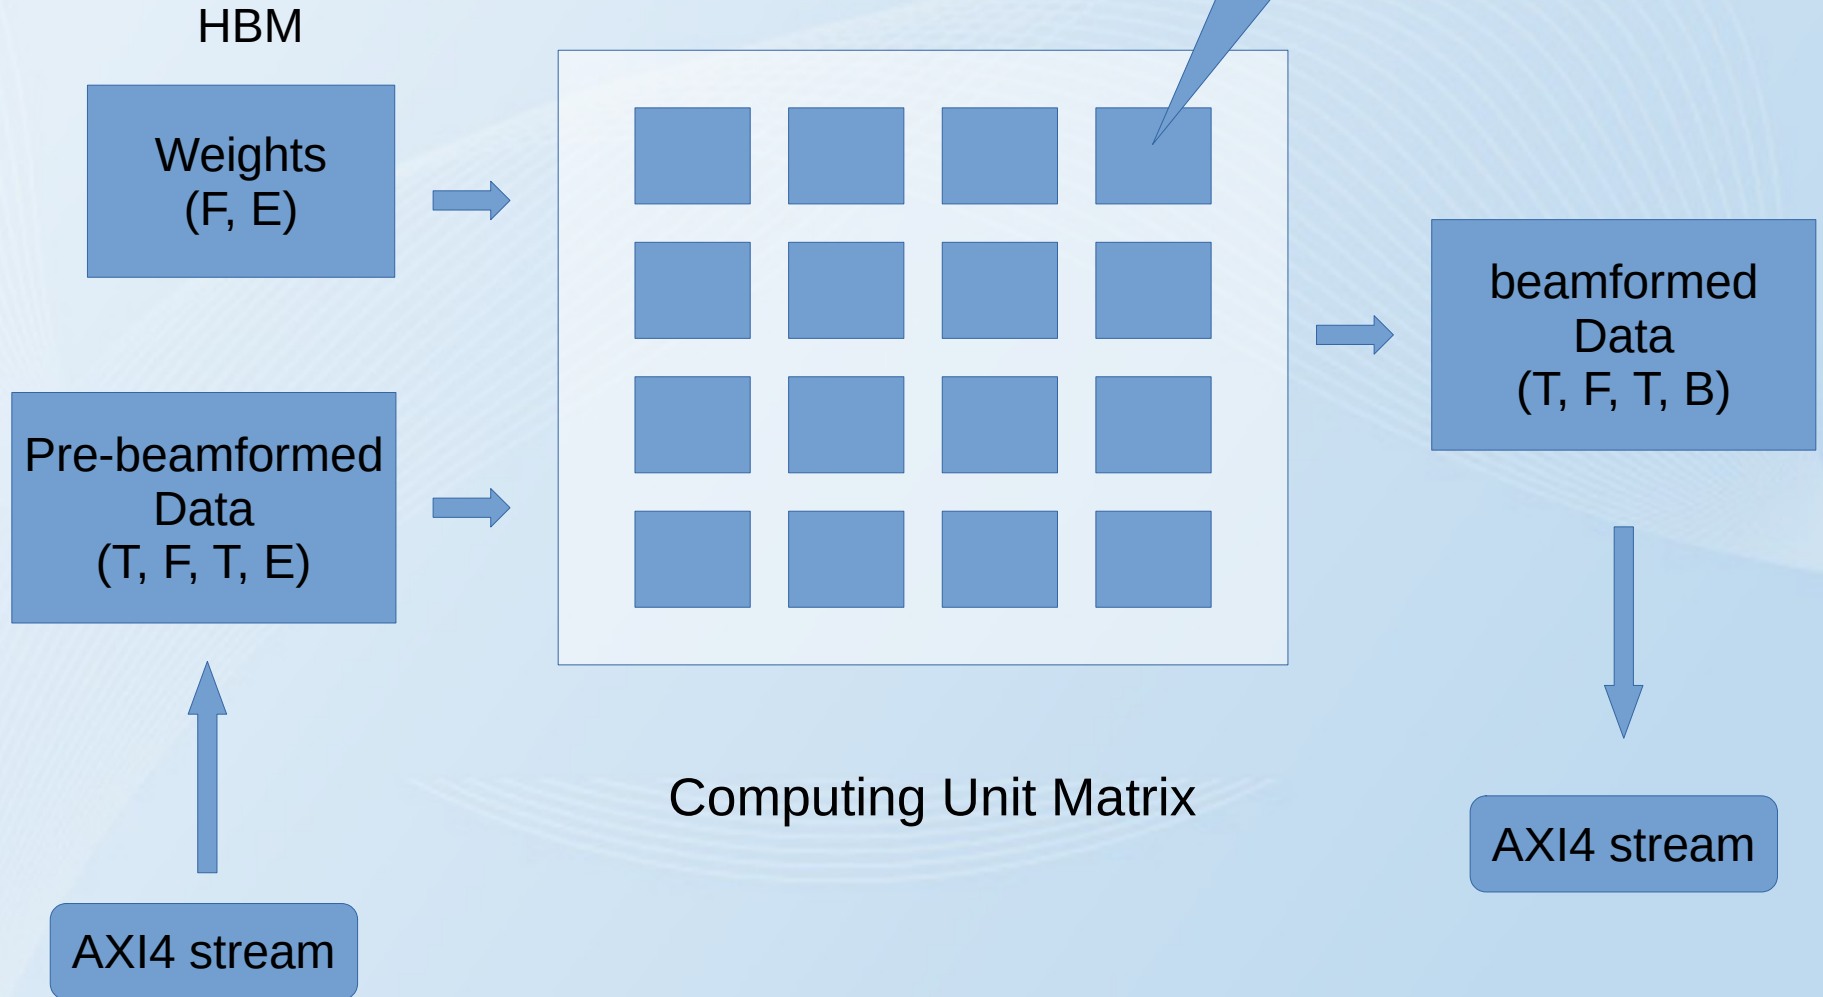 HBM
Weights
(F, E)
Pre-beamformed
Data
(T, F, T, E)
AXI4 stream
Computing Unit Matrix
beamformed
Data
(T, F, T, B)
AXI4 stream